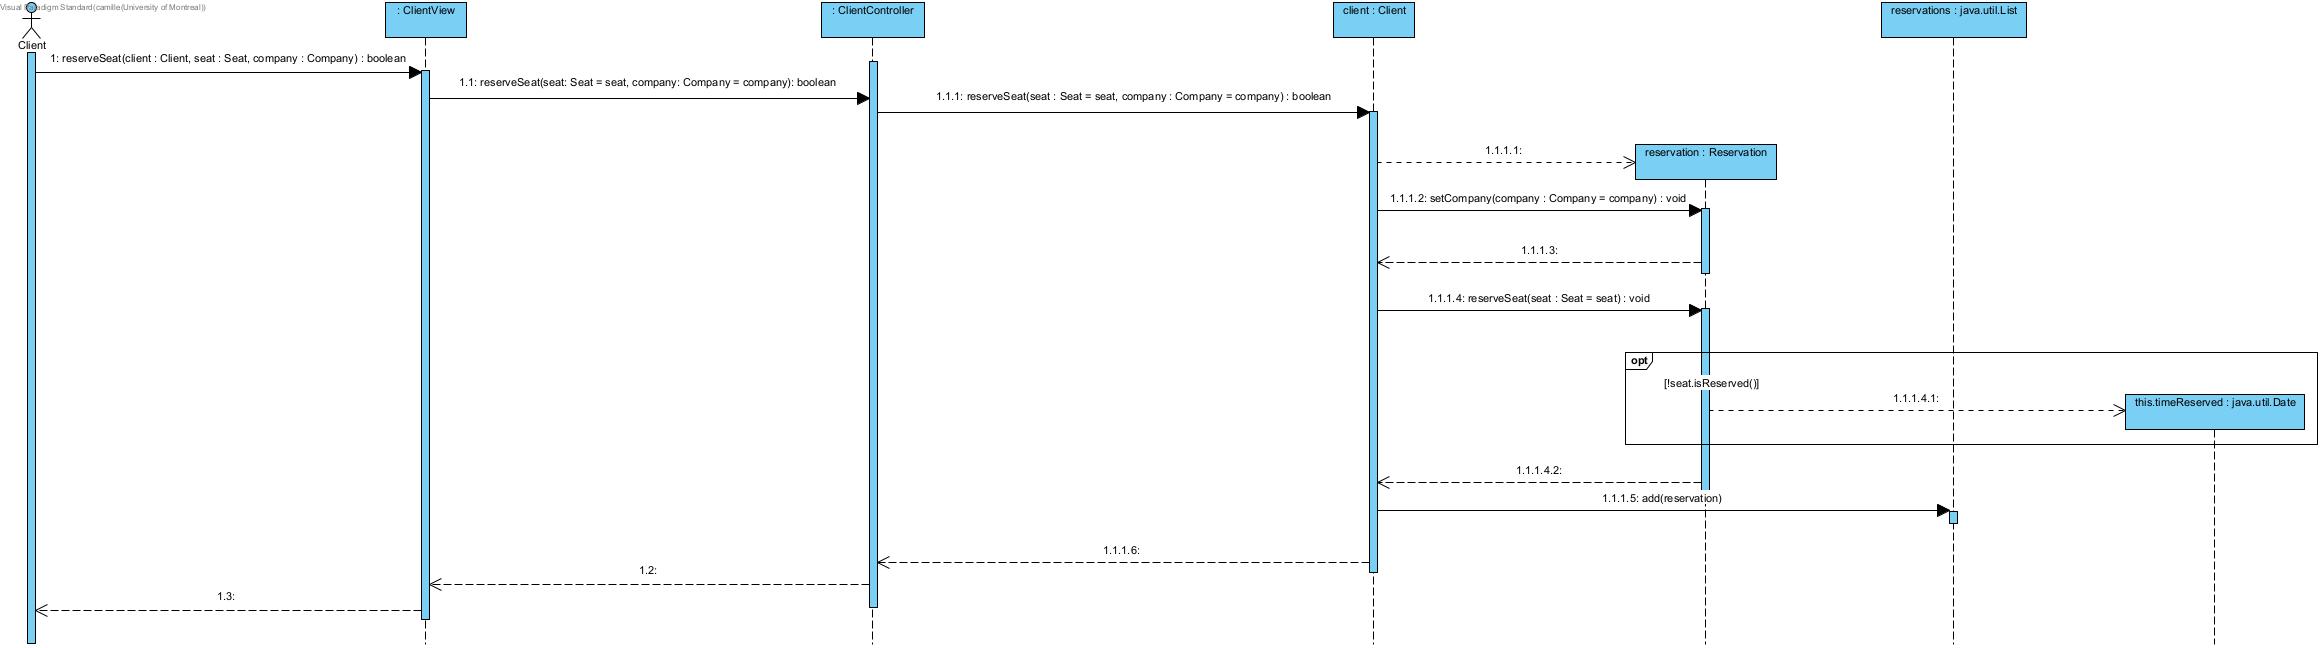 Visual Paradigm Standard(camille(University of Montreal))
Client
: ClientView
: ClientController
client : Client
reservations : java.util.List
1: reserveSeat(client : Client, seat : Seat, company : Company) : boolean
1.1: reserveSeat(seat: Seat = seat, company: Company = company): boolean
1.1.1: reserveSeat(seat : Seat = seat, company : Company = company) : boolean
1.1.1.1:
reservation : Reservation
1.1.1.2: setCompany(company : Company = company) : void
1.1.1.3:
1.1.1.4: reserveSeat(seat : Seat = seat) : void
opt
[!seat.isReserved()]
1.1.1.4.1:
this.timeReserved : java.util.Date
1.1.1.4.2:
1.1.1.5: add(reservation)
1.1.1.6:
1.2:
1.3: